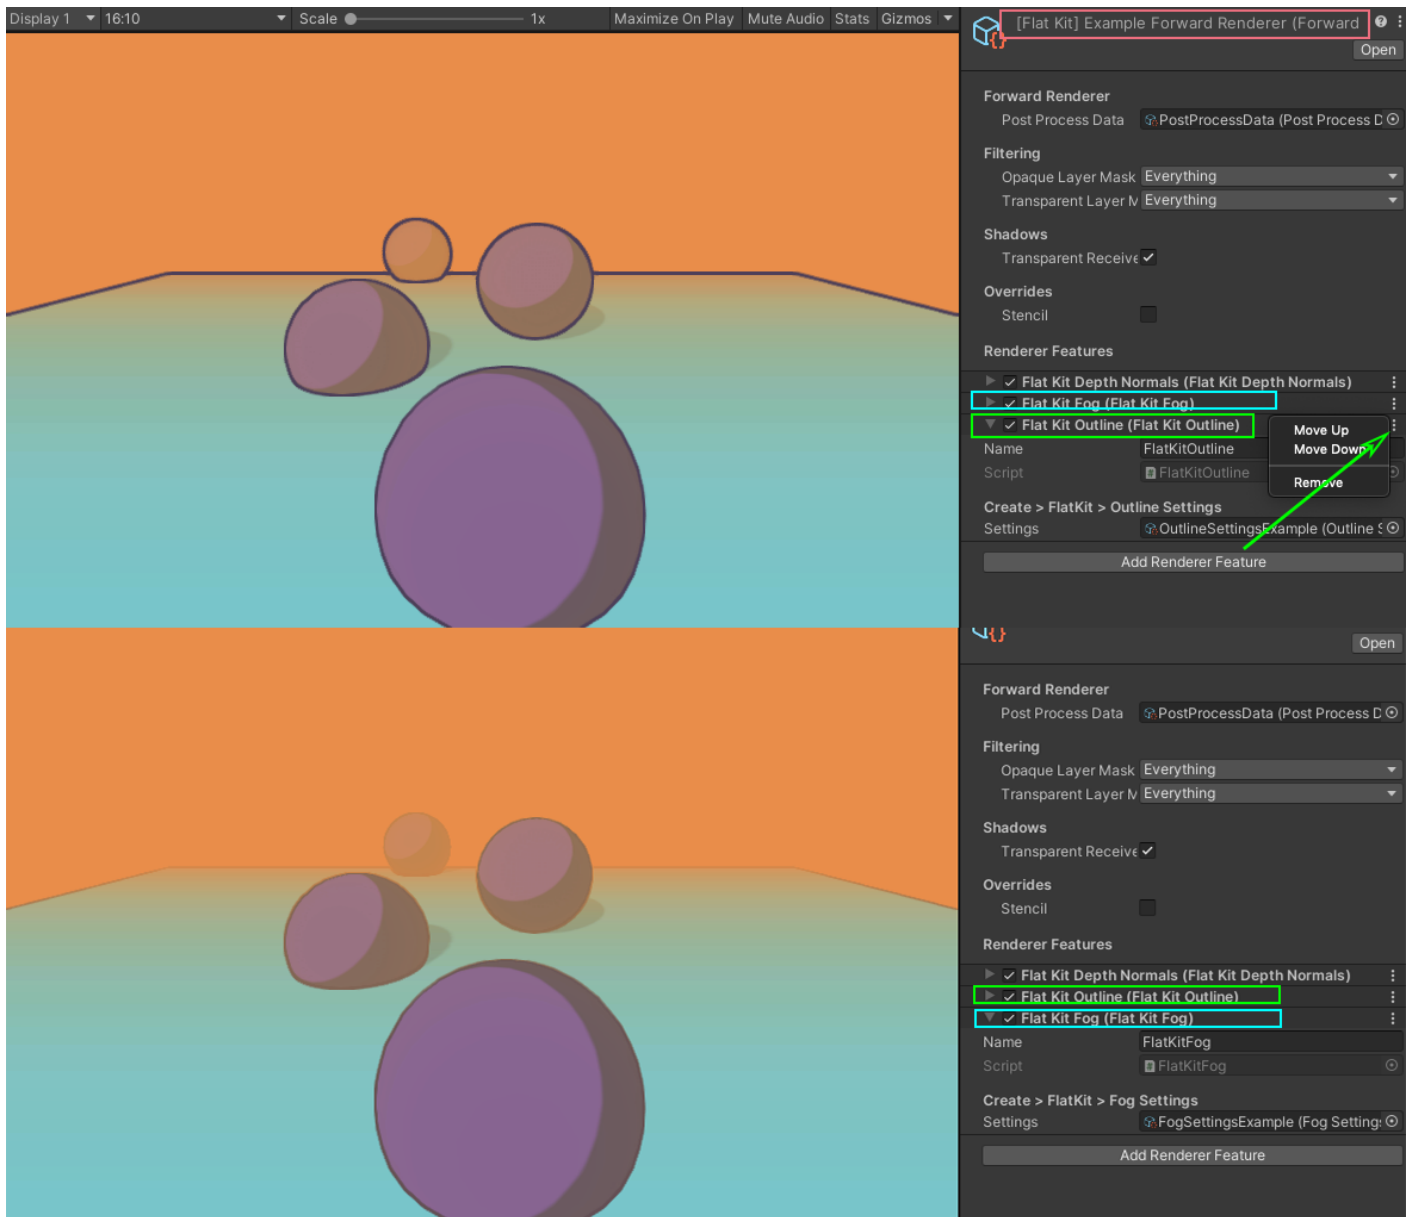 Display 1 16:10 Scale 1x Maximize On Play Mute Audio Stats Gizmos
[Flat Kit] Example Forward Renderer (Forward
Open
Forward Renderer
Post Process Data PostProcessData (Post Process D
Filtering
Opaque Layer Mask Everything
Transparent Layer M Everything
Shadows
Transparent Receive
Overrides
Stencil
Renderer Features
Flat Kit Depth Normals (Flat Kit Depth Normals)
Flat Kit Fog (Flat Kit Fog)
Flat Kit Outline (Flat Kit Outline)
Move Up
Name FlatKitOutline
Move Down
Script FlatKitOutline
Remove
Create > FlatKit > Outline Settings
Settings OutlineSettingsExample (Outline S
Add Renderer Feature
Open
Forward Renderer
Post Process Data PostProcessData (Post Process D
Filtering
Opaque Layer Mask Everything
Transparent Layer M Everything
Shadows
Transparent Receive
Overrides
Stencil
Renderer Features
Flat Kit Depth Normals (Flat Kit Depth Normals)
Flat Kit Outline (Flat Kit Outline)
Flat Kit Fog (Flat Kit Fog)
Name FlatKitFog
Script FlatKitFog
Create > FlatKit > Fog Settings
Settings FogSettingsExample (Fog Setting
Add Renderer Feature